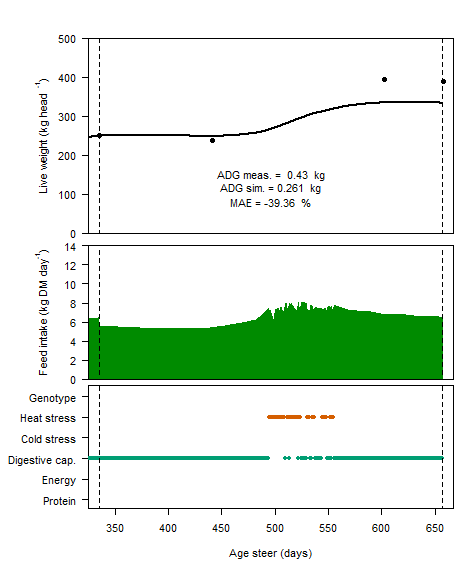 500
400
300
200
100
0
Live weight (kg head ⁻¹)
ADG meas. = 0.43 kg
ADG sim. = 0.261 kg
MAE = -39.36 %
14
12
10
8
6
4
2
0
Feed intake (kg DM day⁻¹)
Genotype
Heat stress
Cold stress
Digestive cap.
Energy
Protein
350 400 450 500 550 600 650
Age steer (days)